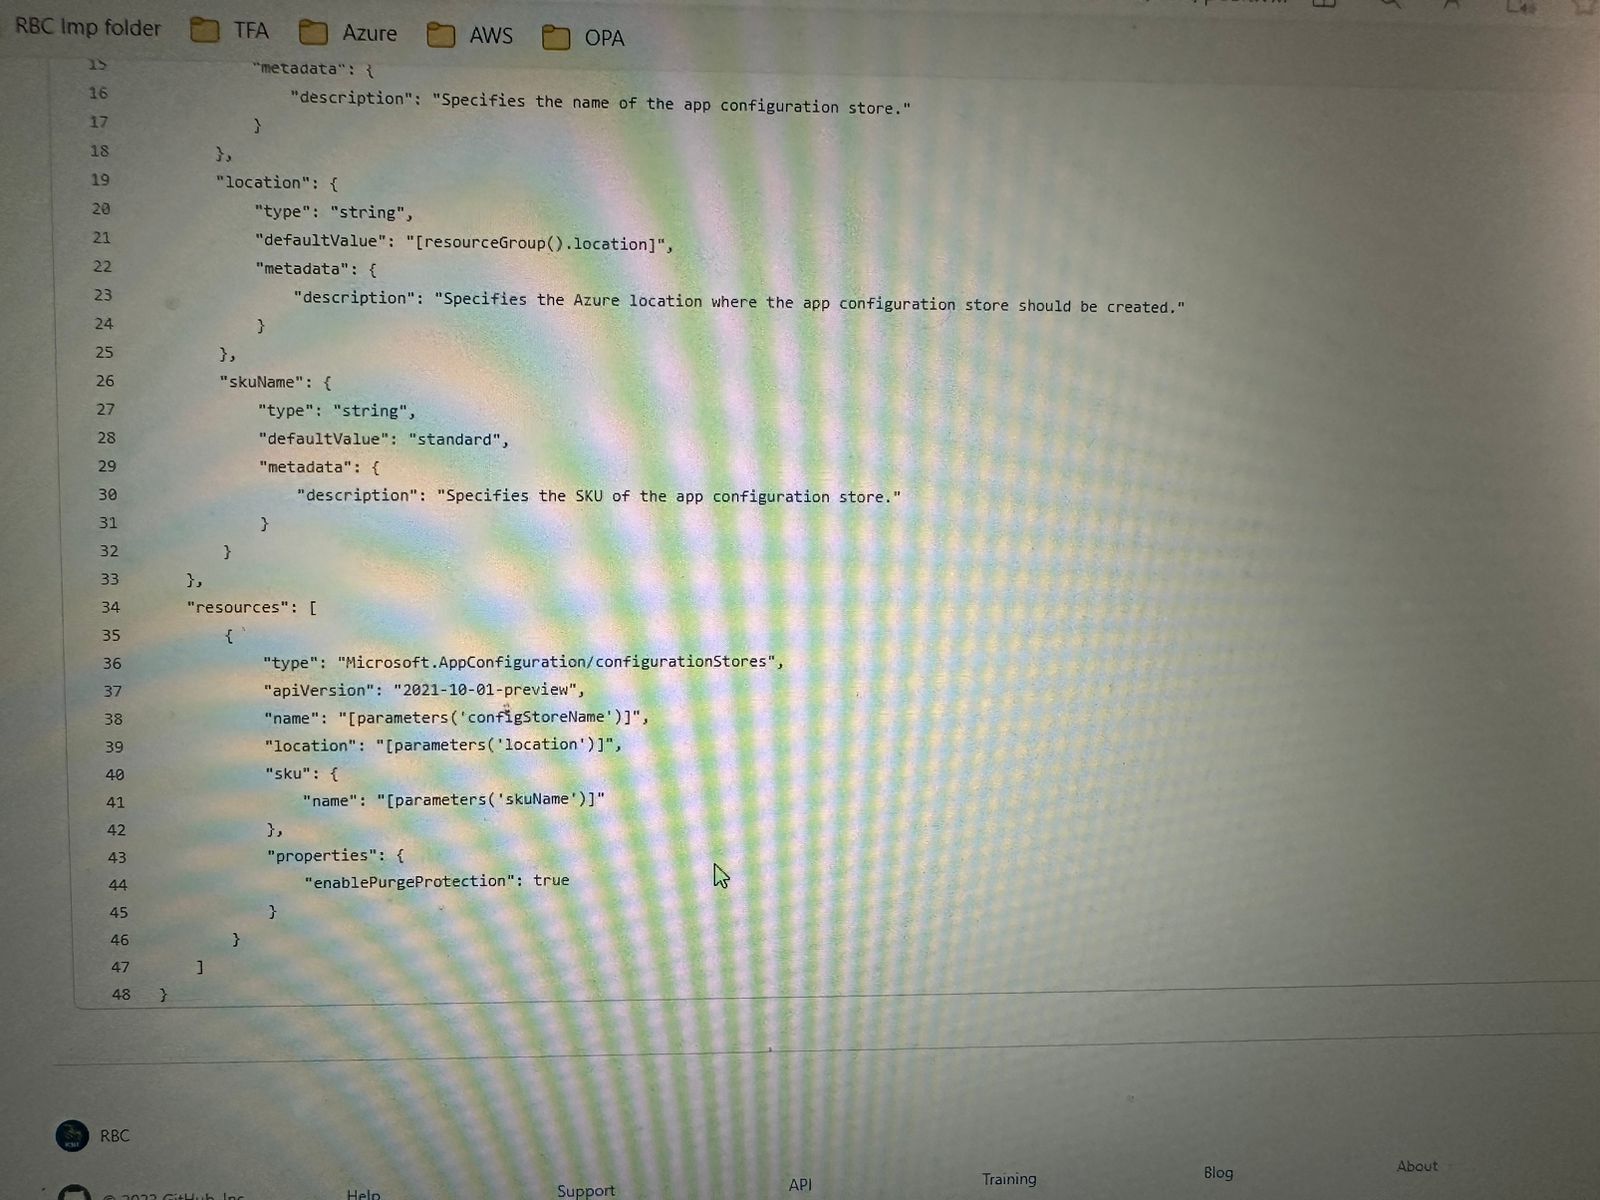 RBC Imp folder TFA Azure AWS OPA
15 "metadata": {
16 "description": "Specifies the name of the app configuration store."
17 }
18 },
19 "location": {
20 "type": "string",
21 "defaultValue": "[resourceGroup().location]",
22 "metadata": {
23 "description": "Specifies the Azure location where the app configuration store should be created."
24 }
25 },
26 "skuName": {
27 "type": "string",
28 "defaultValue": "standard",
29 "metadata": {
30 "description": "Specifies the SKU of the app configuration store."
31 }
32 }
33 },
34 "resources": [
35 {
36 "type": "Microsoft.AppConfiguration/configurationStores",
37 "apiVersion": "2021-10-01-preview",
38 "name": "[parameters('configStoreName')]",
39 "location": "[parameters('location')]",
40 "sku": {
41 "name": "[parameters('skuName')]"
42 },
43 "properties": {
44 "enablePurgeProtection": true
45 }
46 }
47 ]
48 }
RBC
© 2022 GitHub, Inc. Help Support API Training Blog About